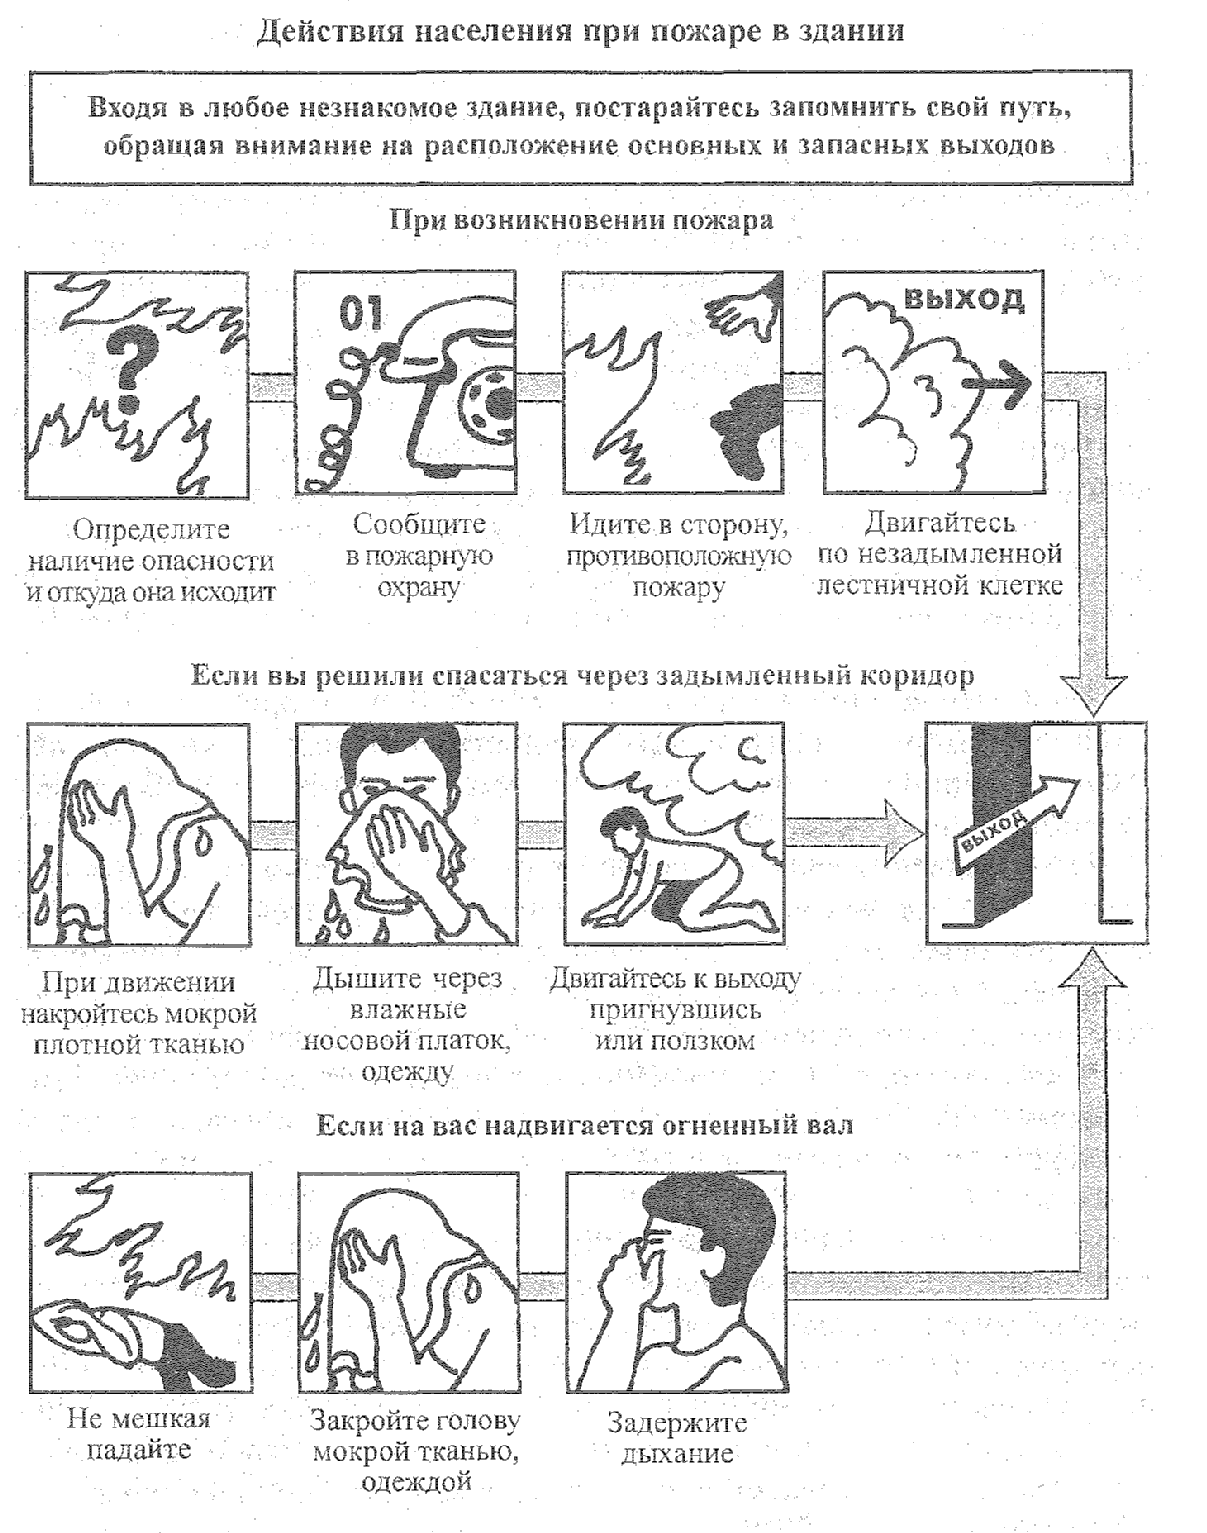 Действия населения при пожаре в здании
Входя в любое незнакомое здание, постарайтесь запомнить свой путь,
обращая внимание на расположение основных и запасных выходов
При возникновении пожара
?
01
ВЫХОД
Определите
наличие опасности
и откуда она исходит
Сообщите
в пожарную
охрану
Идите в сторону,
противоположную
пожару
Двигайтесь
по незадымленной
лестничной клетке
Если вы решили спасаться через задымленный коридор
ВЫХОД
При движении
накройтесь мокрой
плотной тканью
Дышите через
влажные
носовой платок,
одежду
Двигайтесь к выходу
пригнувшись
или ползком
Если на вас надвигается огненный вал
Не мешкая
падайте
Закройте голову
мокрой тканью,
одеждой
Задержите
дыхание